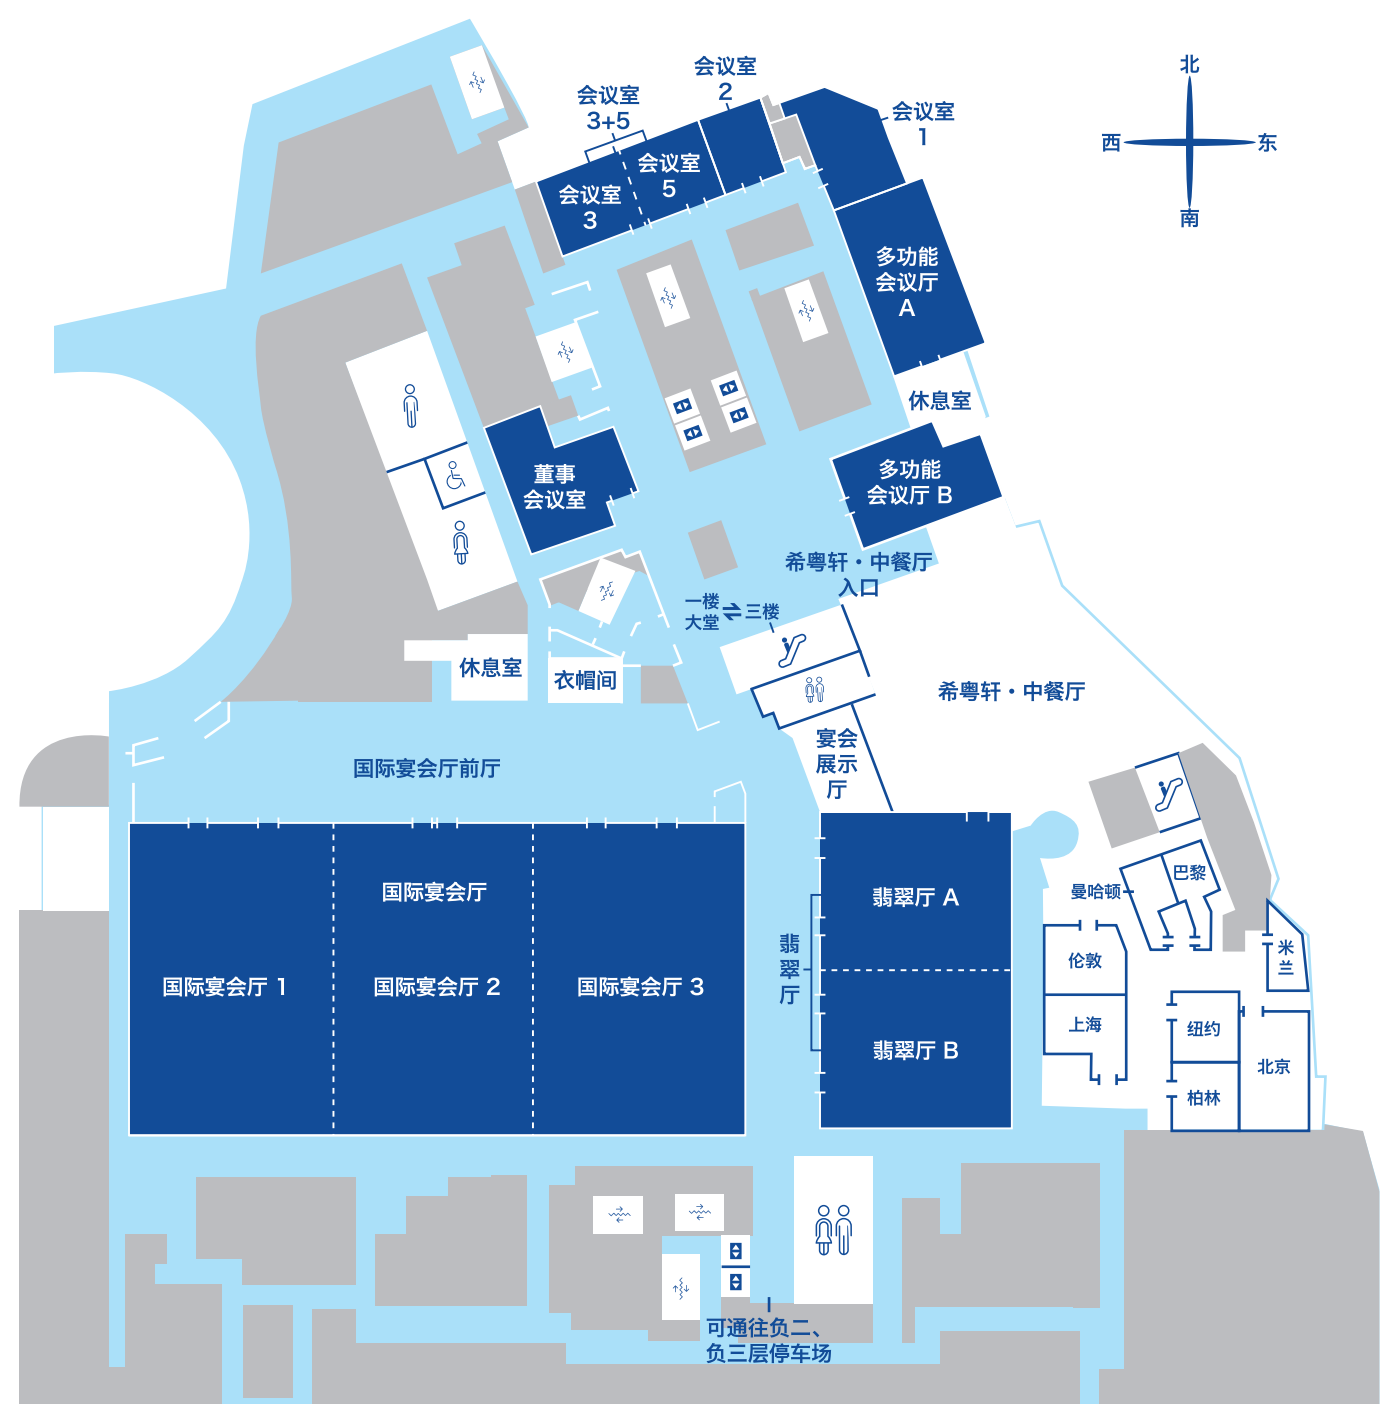 北
西
东
南
会议室
2
会议室
3+5
会议室
1
会议室
5
会议室
3
多功能
会议厅
A
休息室
多功能
会议厅 B
董事
会议室
希粤轩・中餐厅
入口
一楼
大堂
三楼
休息室
衣帽间
希粤轩・中餐厅
宴会
展示
厅
国际宴会厅前厅
国际宴会厅
国际宴会厅 1
国际宴会厅 2
国际宴会厅 3
翡翠厅 A
翡
翠
厅
翡翠厅 B
巴黎
曼哈顿
伦敦
米
兰
上海
纽约
北京
柏林
可通往负二、
负三层停车场